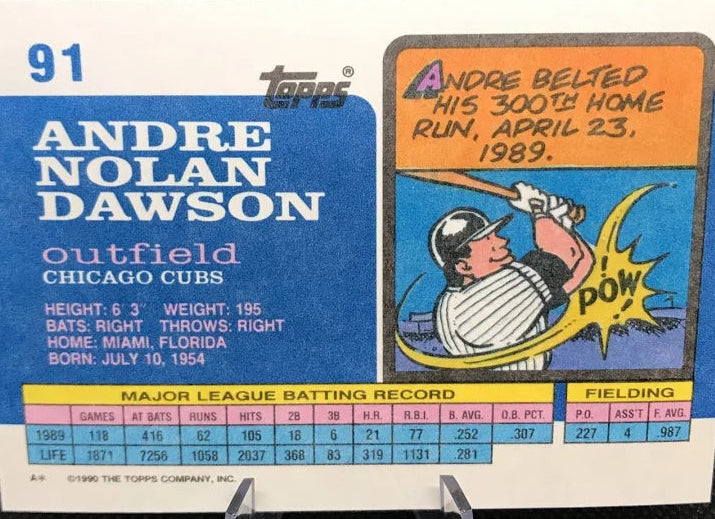 91
Topps®
ANDRE
NOLAN
DAWSON
outfield
CHICAGO CUBS
HEIGHT: 6' 3" WEIGHT: 195
BATS: RIGHT THROWS: RIGHT
HOME: MIAMI, FLORIDA
BORN: JULY 10, 1954
ANDRE BELTED
HIS 300TH HOME
RUN, APRIL 23,
1989.
POW!
MAJOR LEAGUE BATTING RECORD FIELDING
GAMES AT BATS RUNS HITS 2B 3B H.R. R.B.I. B. AVG. O.B. PCT. P.O. ASS'T F. AVG.
1989 118 416 62 105 18 6 21 77 .252 .307 227 4 .987
LIFE 1871 7256 1058 2037 368 83 319 1131 .281
A* ©1990 THE TOPPS COMPANY, INC.